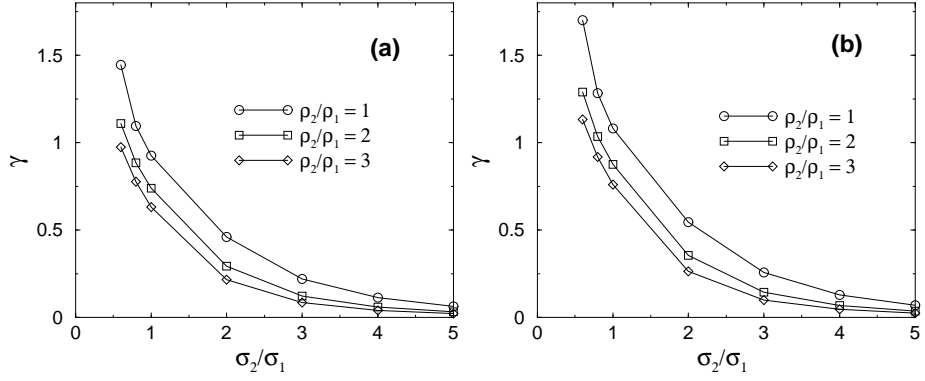 (a)
1.5
ρ₂/ρ₁ = 1
1
ρ₂/ρ₁ = 2
γ
ρ₂/ρ₁ = 3
0.5
0
0 1 2 3 4 5
σ₂/σ₁
(b)
1.5
ρ₂/ρ₁ = 1
1
ρ₂/ρ₁ = 2
γ
ρ₂/ρ₁ = 3
0.5
0
0 1 2 3 4 5
σ₂/σ₁